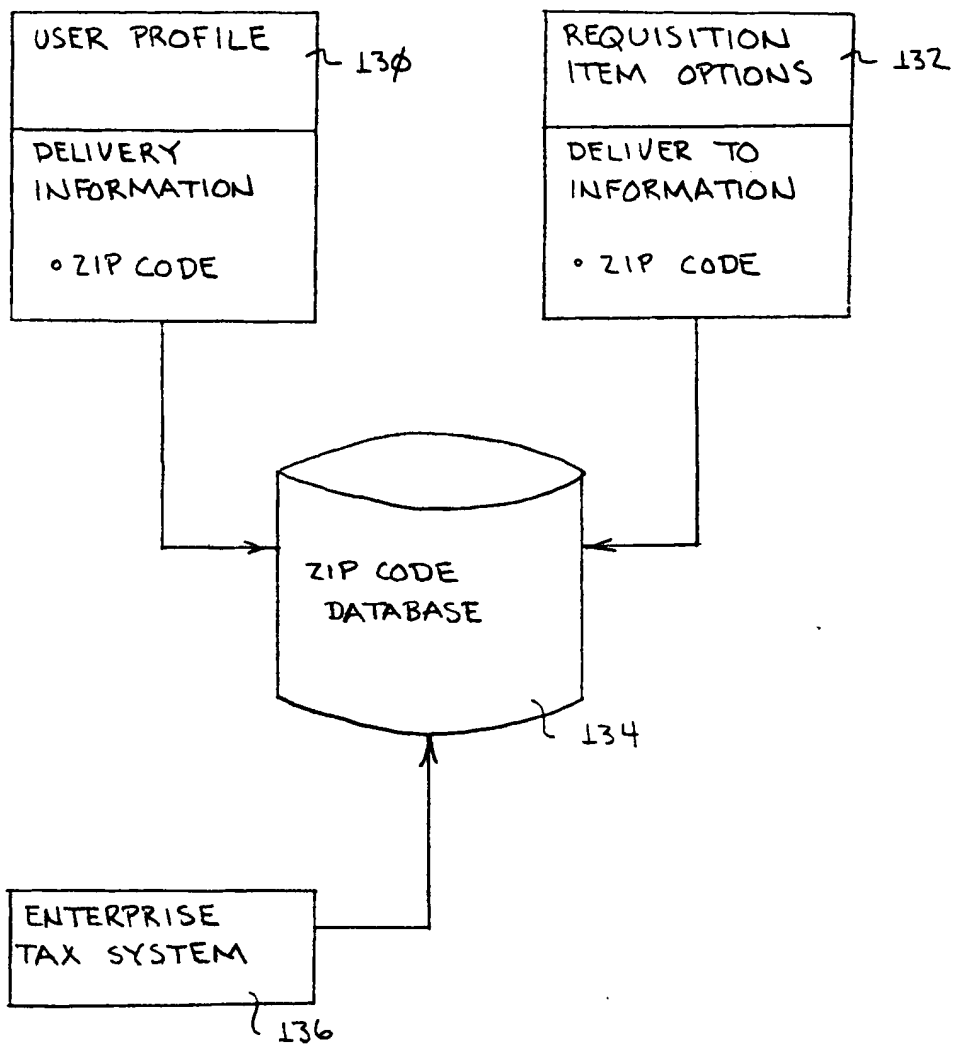 USER PROFILE
130
DELIVERY
INFORMATION
• ZIP CODE
REQUISITION
ITEM OPTIONS
132
DELIVER TO
INFORMATION
• ZIP CODE
ZIP CODE
DATABASE
134
ENTERPRISE
TAX SYSTEM
136